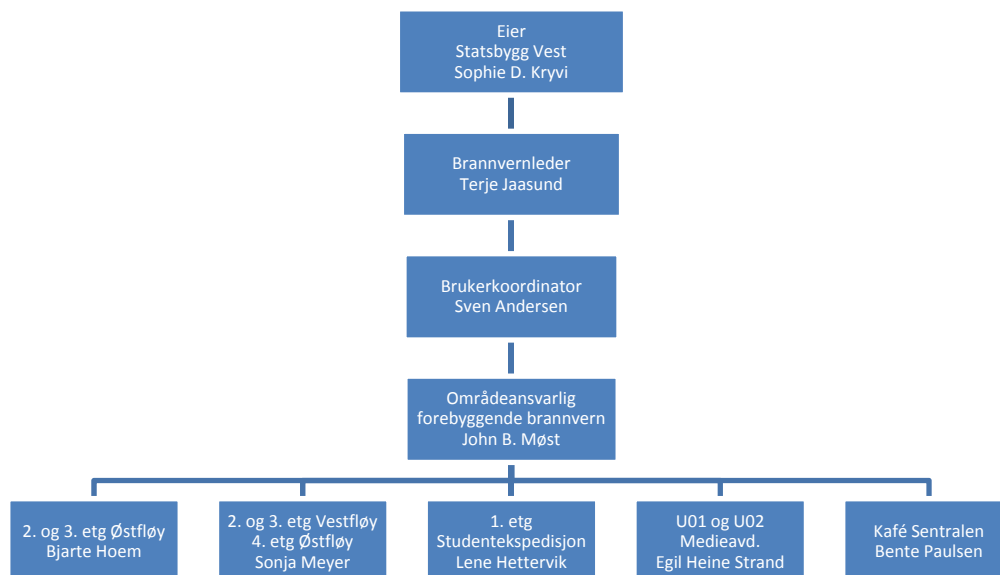 Eier
Statsbygg Vest
Sophie D. Kryvi
Brannvernleder
Terje Jaasund
Brukerkoordinator
Sven Andersen
Områdeansvarlig
forebyggende brannvern
John B. Møst
2. og 3. etg Østfløy
Bjarte Hoem
2. og 3. etg Vestfløy
4. etg Østfløy
Sonja Meyer
1. etg
Studentekspedisjon
Lene Hettervik
U01 og U02
Medieavd.
Egil Heine Strand
Kafé Sentralen
Bente Paulsen